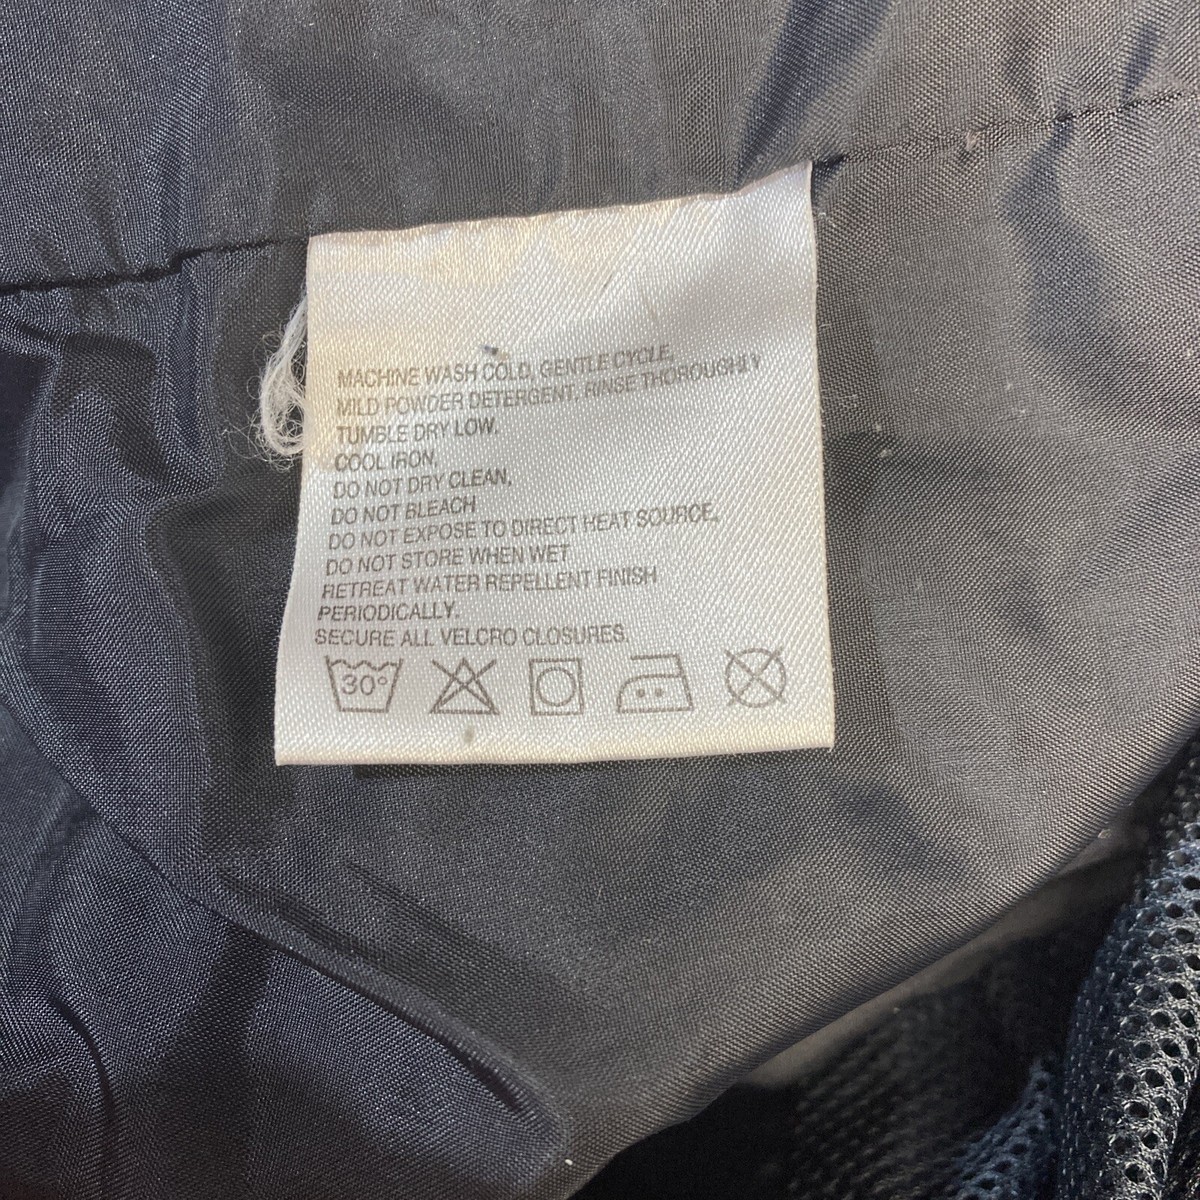 MACHINE WASH COLD, GENTLE CYCLE,
MILD POWDER DETERGENT, RINSE THOROUGHLY
TUMBLE DRY LOW.
COOL IRON,
DO NOT DRY CLEAN,
DO NOT BLEACH
DO NOT EXPOSE TO DIRECT HEAT SOURCE,
DO NOT STORE WHEN WET
RETREAT WATER REPELLENT FINISH
PERIODICALLY.
SECURE ALL VELCRO CLOSURES.
30°